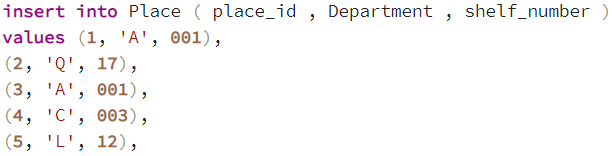 insert into Place ( place_id , Department , shelf_number )
values (1, 'A', 001),
(2, 'Q', 17),
(3, 'A', 001),
(4, 'C', 003),
(5, 'L', 12),